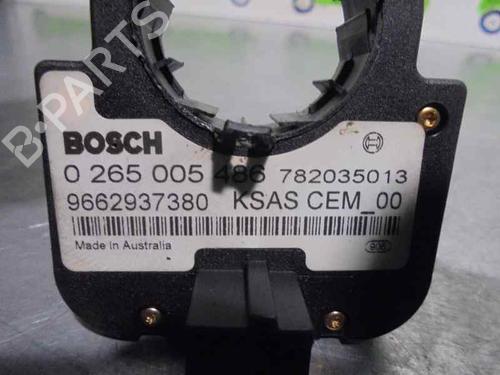 BOSCH
0 265 005 486 782035013
9662937380 KSAS CEM_00
Made in Australia
B-PARTS